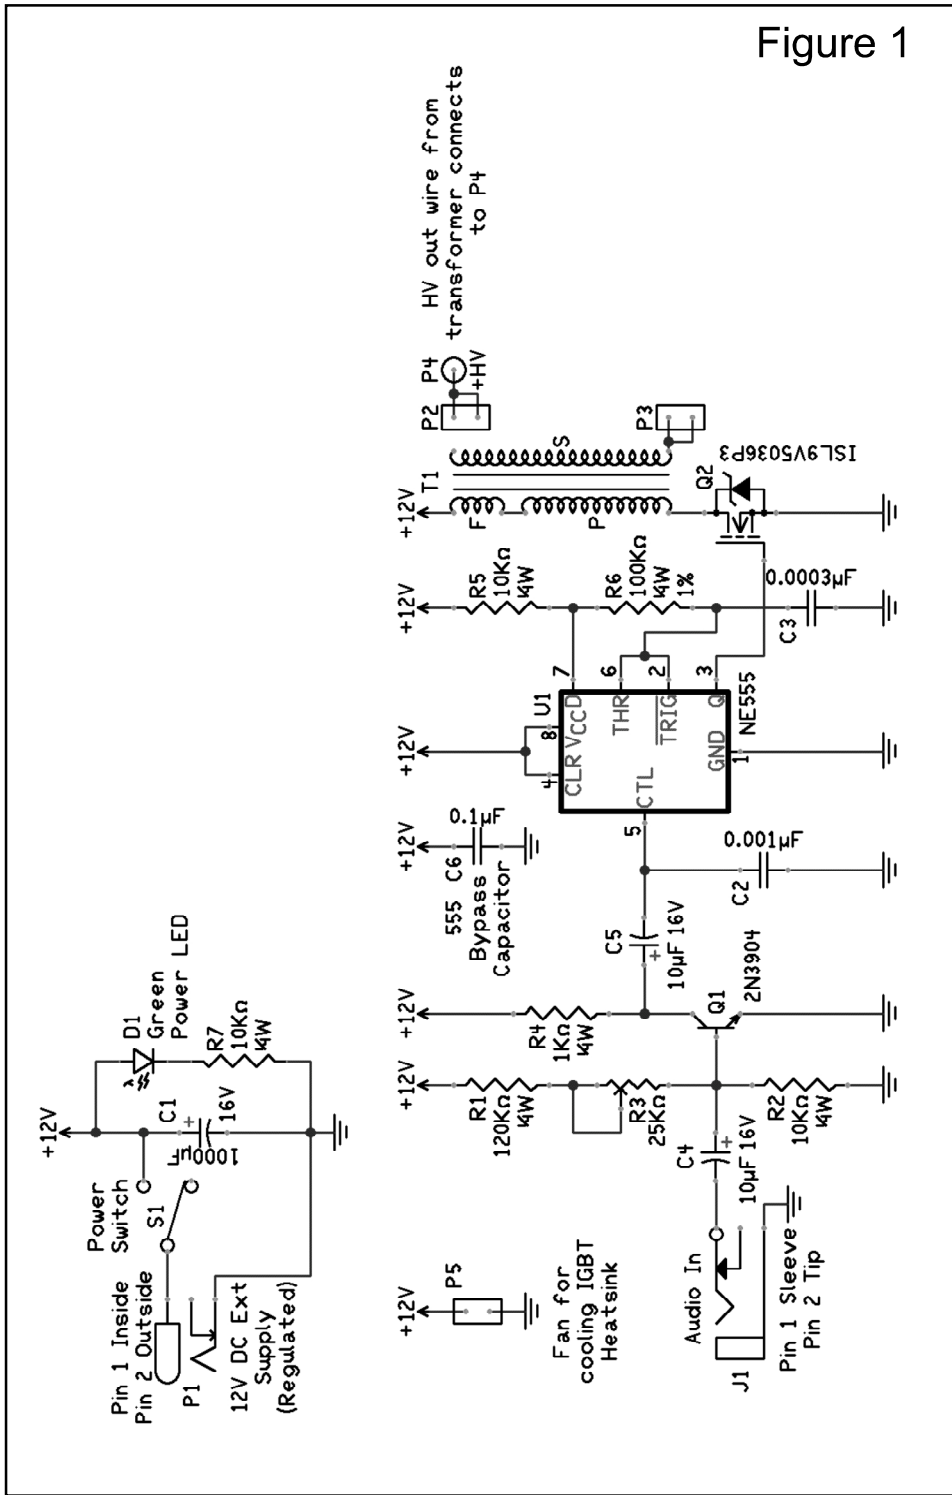 Figure 1
Pin 1 Inside
Pin 2 Outside
P1
12V DC Ext
Supply
(Regulated)
Power
Switch
S1
+12V
C1
+
16V
1000µF
D1
Green
Power LED
R7
10KΩ
¼W
+12V
P5
Fan for
cooling IGBT
Heatsink
Audio In
J1
Pin 1 Sleeve
Pin 2 Tip
C4
+
10µF 16V
+12V
R1
120KΩ
¼W
R3
25KΩ
R2
10KΩ
¼W
+12V
R4
1KΩ
¼W
Q1
2N3904
C5
+
10µF 16V
+12V
C6
0.1µF
555
Bypass
Capacitor
C2
0.001µF
+12V
U1
4
8
CLR
VCC
D
7
THR
6
TRIG
2
Q
3
CTL
5
GND
1
NE555
+12V
R5
10KΩ
¼W
R6
100KΩ
¼W
1%
C3
0.0003µF
+12V
T1
F
P
S
Q2
ISL9V5036P3
P2
P4
+HV
P3
HV out wire from
transformer connects
to P4